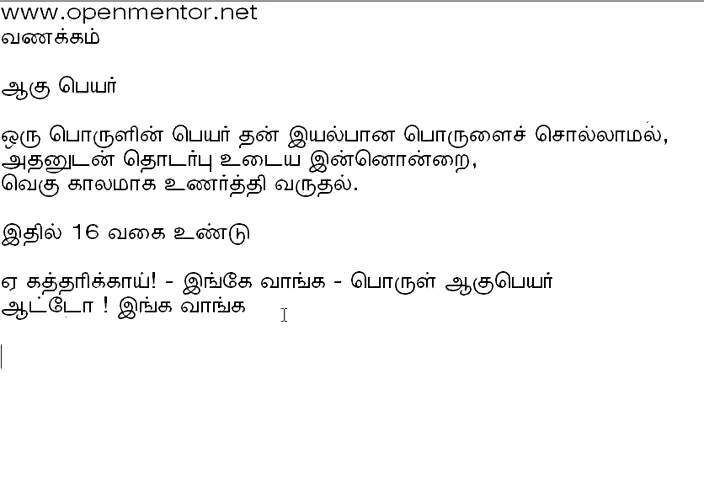 www.openmentor.net
வணக்கம்
ஆகு பெயர்
ஒரு பொருளின் பெயர் தன் இயல்பான பொருளைச் சொல்லாமல்,
அதனுடன் தொடர்பு உடைய இன்னொன்றை,
வெகு காலமாக உணர்த்தி வருதல்.
இதில் 16 வகை உண்டு
ஏ கத்தரிக்காய்! - இங்கே வாங்க - பொருள் ஆகுபெயர்
ஆட்டோ ! இங்க வாங்க